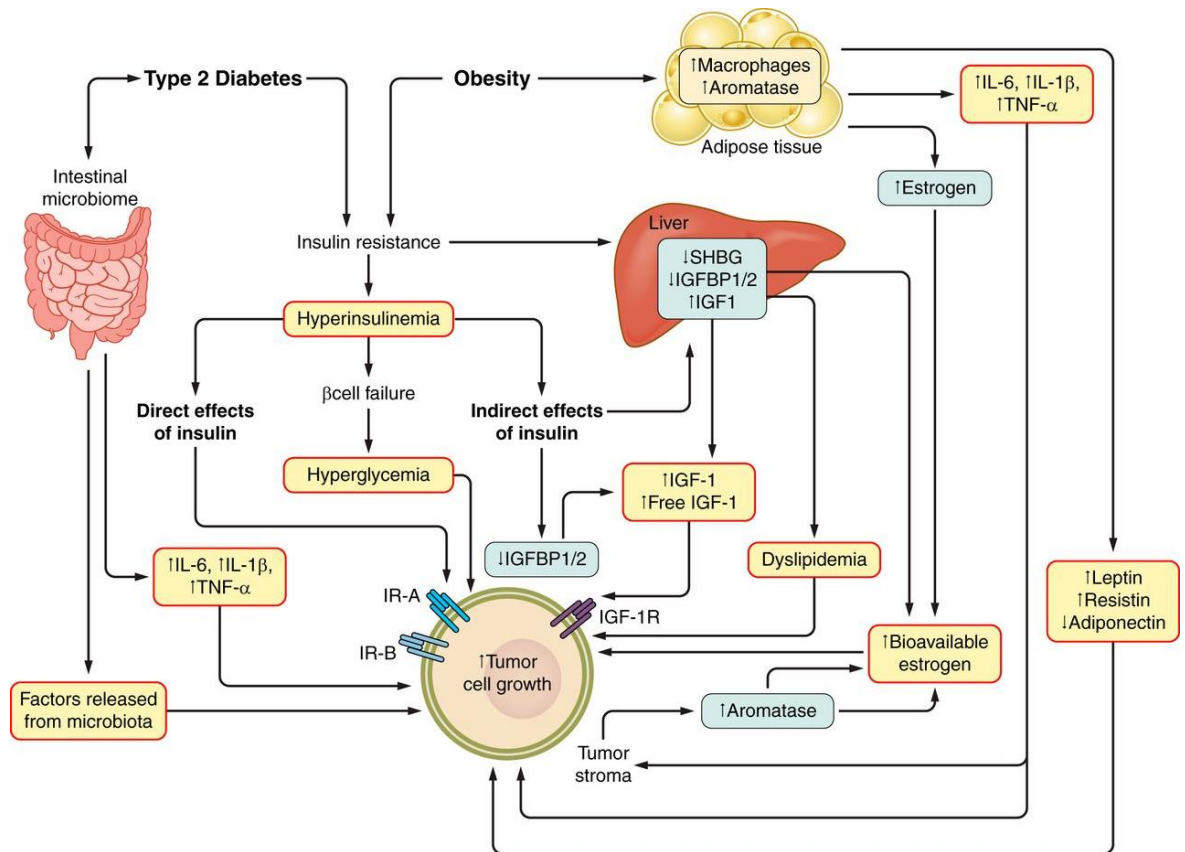 Type 2 Diabetes
Obesity
↑Macrophages
↑Aromatase
Adipose tissue
↑IL-6, ↑IL-1β,
↑TNF-α
Intestinal
microbiome
↑Estrogen
Insulin resistance
Liver
↓SHBG
↓IGFBP1/2
↑IGF1
Hyperinsulinemia
βcell failure
Direct effects
of insulin
Indirect effects
of insulin
Hyperglycemia
↑IGF-1
↑Free IGF-1
↓IGFBP1/2
Dyslipidemia
↑IL-6, ↑IL-1β,
↑TNF-α
IR-A
IGF-1R
IR-B
↑Tumor
cell growth
↑Leptin
↑Resistin
↓Adiponectin
↑Bioavailable
estrogen
Factors released
from microbiota
↑Aromatase
Tumor
stroma